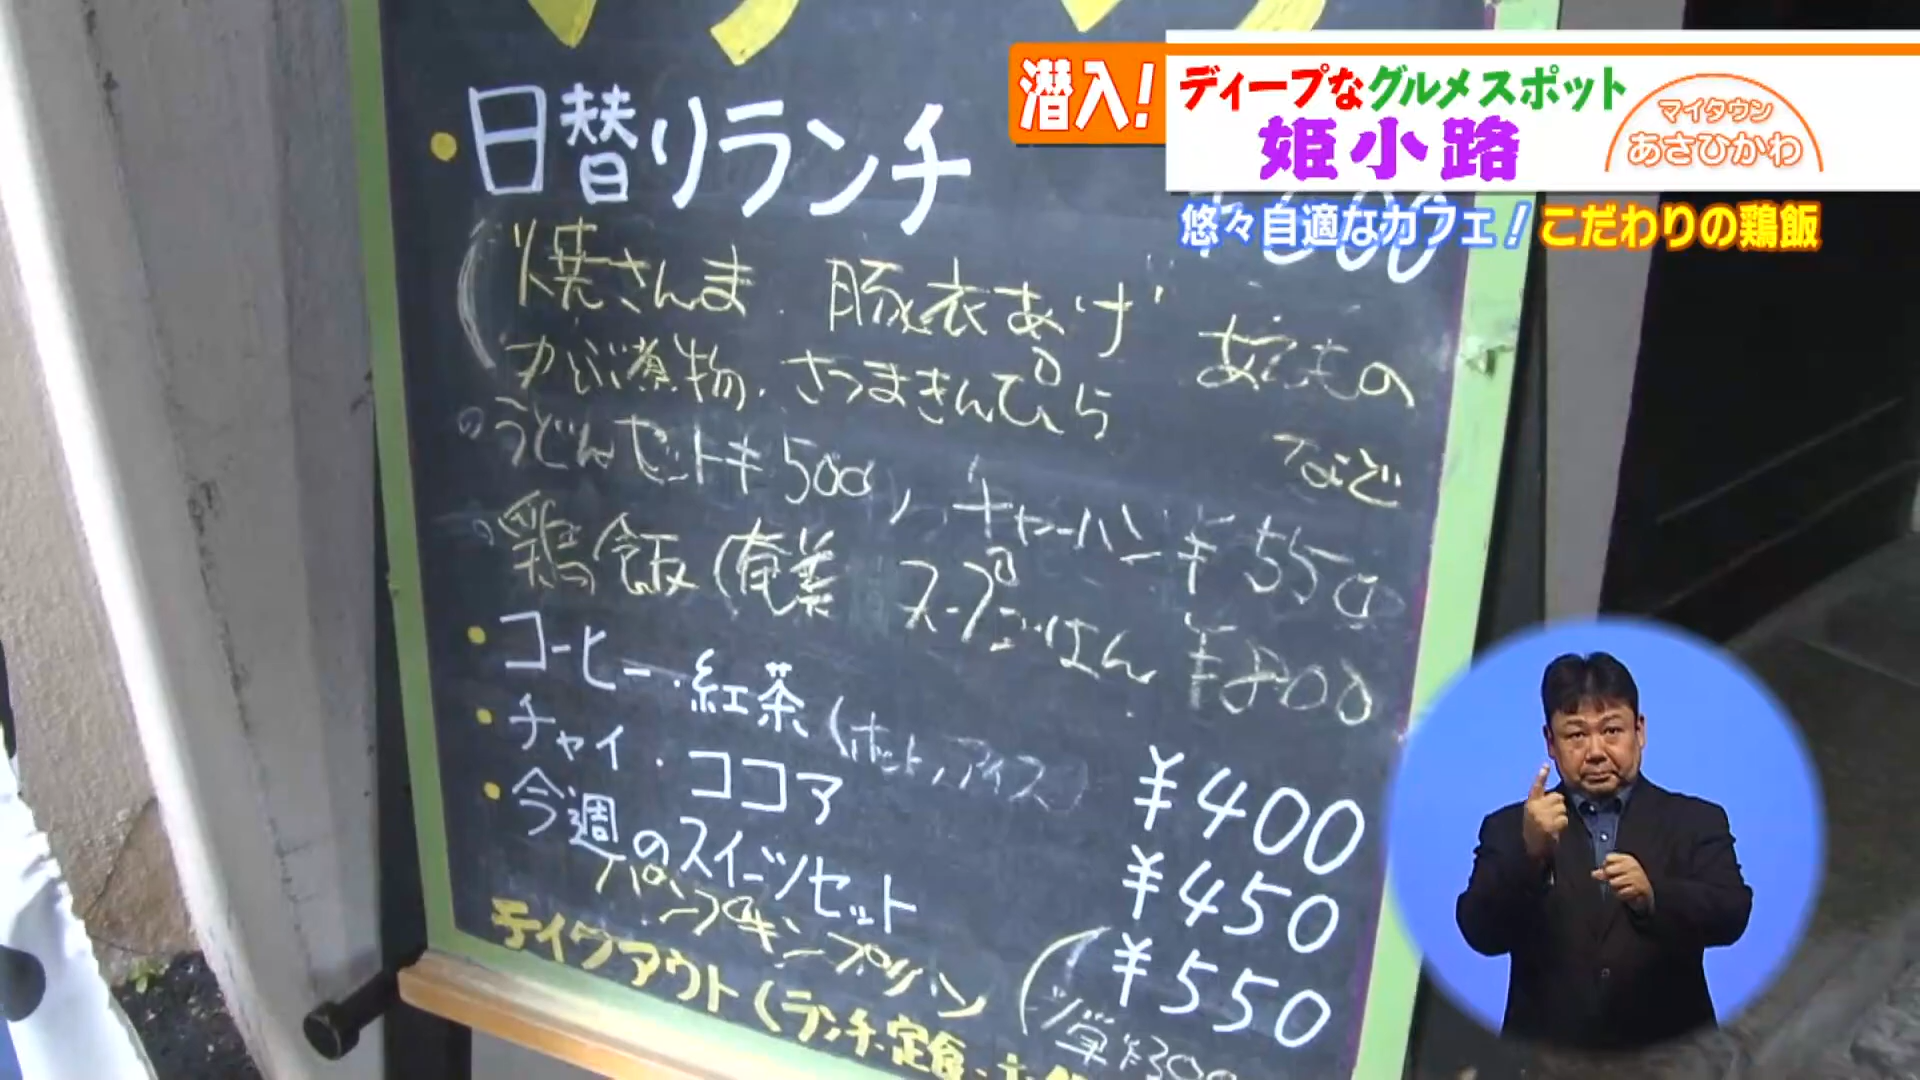 潜入!
ディープなグルメスポット
姫小路
マイタウン
あさひかわ
悠々自適なカフェ!こだわりの鶏飯
・日替りランチ
(焼さんま 豚衣あげ
かぶ煮物・さつまきんぴら
など
うどんセット¥500、チャーハン ¥550
鶏飯(奄美 スープごはん ¥800
・コーヒー・紅茶(ホット、アイス) ¥400
・チャイ・ココア ¥450
・今週のスイーツセット ¥550
パンプキンプリン (単¥300
テイクアウト(ランチ・定食・